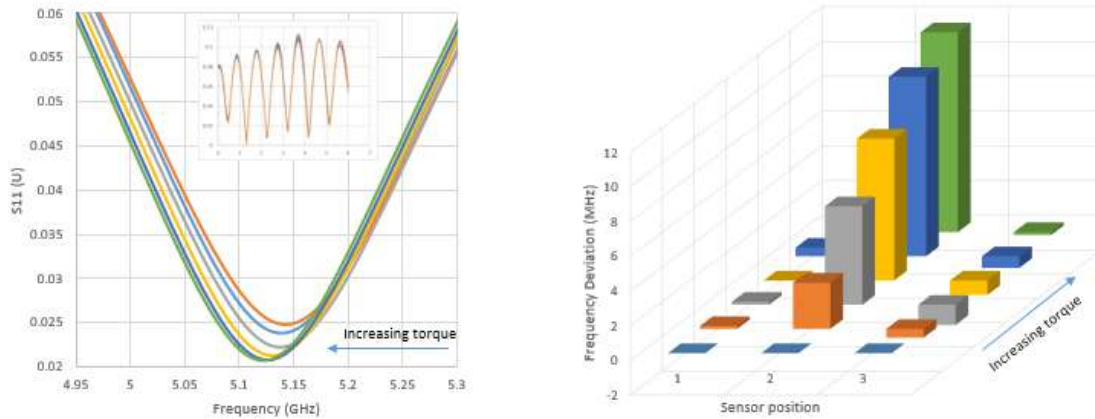 0.06
0.055
0.05
0.045
0.04
0.035
0.03
0.025
0.02
S11 (U)
4.95 5 5.05 5.1 5.15 5.2 5.25 5.3
Frequency (GHz)
Increasing torque
12
10
8
6
4
2
0
-2
Frequency Deviation (MHz)
1 2 3
Sensor position
Increasing torque